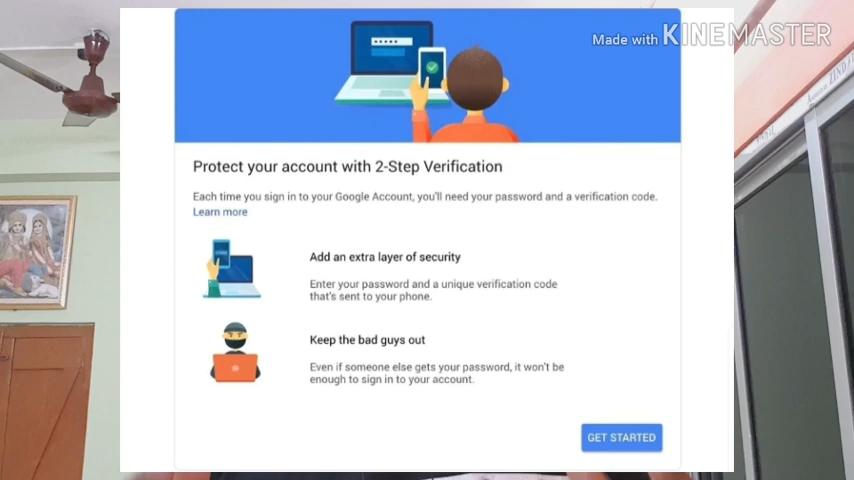 Made with KINEMASTER
Protect your account with 2-Step Verification
Each time you sign in to your Google Account, you'll need your password and a verification code.
Learn more
Add an extra layer of security
Enter your password and a unique verification code
that's sent to your phone.
Keep the bad guys out
Even if someone else gets your password, it won't be
enough to sign in to your account.
GET STARTED